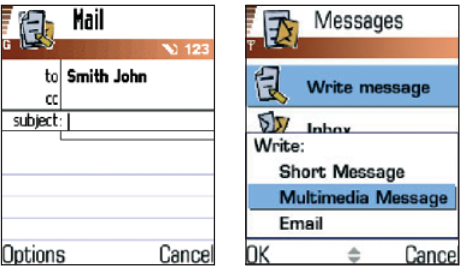 Mail
G
123
to Smith John
cc
subject:
Options Cancel
Messages
Write message
Inbox
Write:
Short Message
Multimedia Message
Email
OK Cance